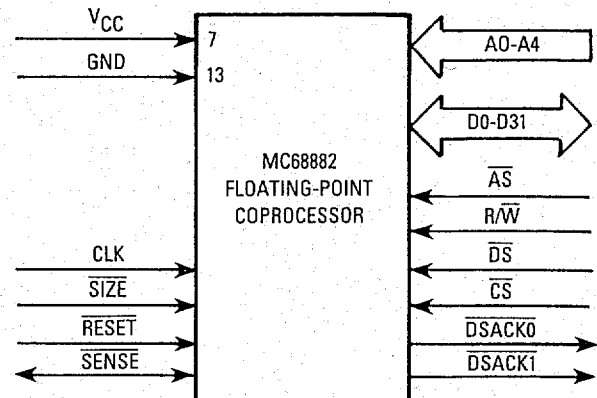 VCC
7
GND
13
MC68882
FLOATING-POINT
COPROCESSOR
CLK
SIZE
RESET
SENSE
A0-A4
D0-D31
AS
R/W
DS
CS
DSACK0
DSACK1